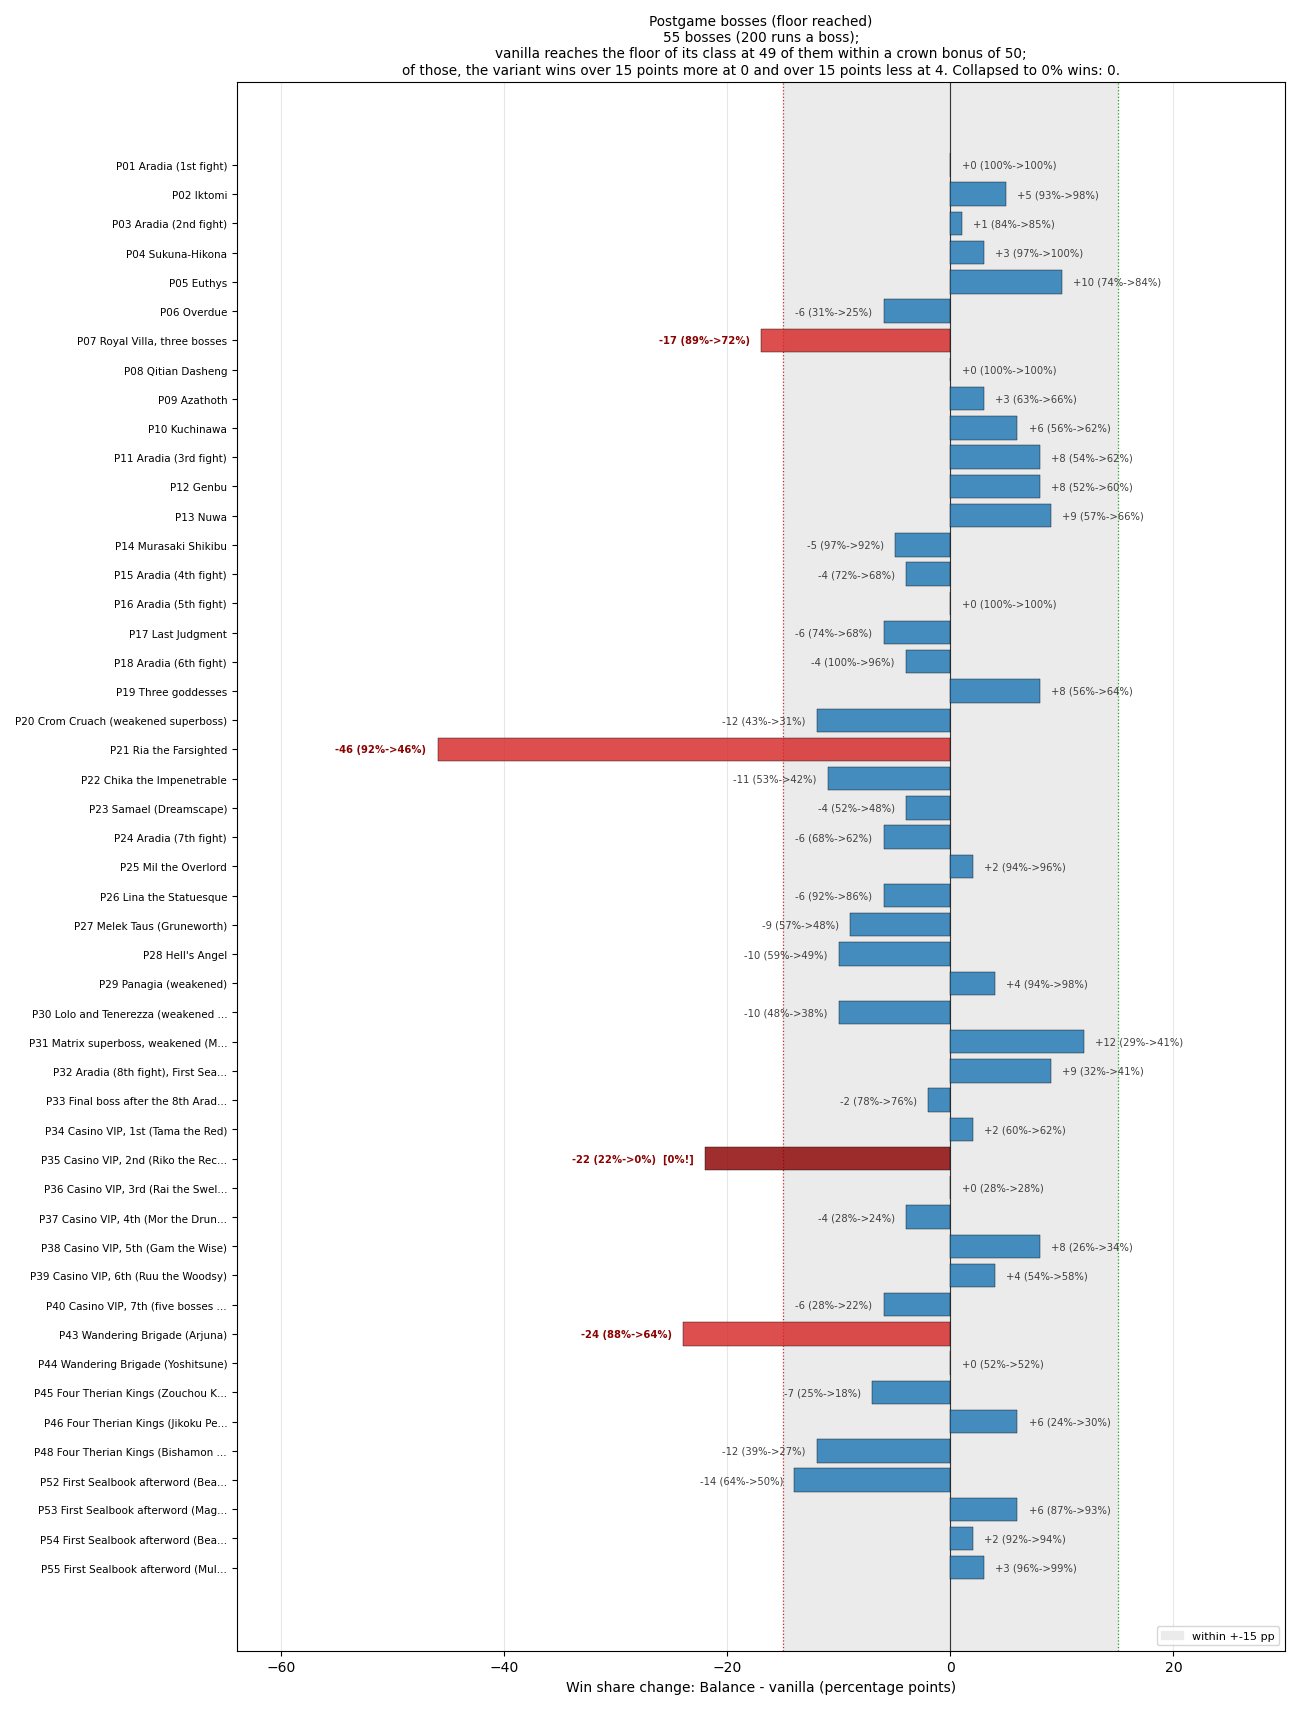 Postgame bosses (floor reached)
55 bosses (200 runs a boss);
vanilla reaches the floor of its class at 49 of them within a crown bonus of 50;
of those, the variant wins over 15 points more at 0 and over 15 points less at 4. Collapsed to 0% wins: 0.
P01 Aradia (1st fight) +0 (100%->100%)
P02 Iktomi +5 (93%->98%)
P03 Aradia (2nd fight) +1 (84%->85%)
P04 Sukuna-Hikona +3 (97%->100%)
P05 Euthys +10 (74%->84%)
P06 Overdue -6 (31%->25%)
P07 Royal Villa, three bosses -17 (89%->72%)
P08 Qitian Dasheng +0 (100%->100%)
P09 Azathoth +3 (63%->66%)
P10 Kuchinawa +6 (56%->62%)
P11 Aradia (3rd fight) +8 (54%->62%)
P12 Genbu +8 (52%->60%)
P13 Nuwa +9 (57%->66%)
P14 Murasaki Shikibu -5 (97%->92%)
P15 Aradia (4th fight) -4 (72%->68%)
P16 Aradia (5th fight) +0 (100%->100%)
P17 Last Judgment -6 (74%->68%)
P18 Aradia (6th fight) -4 (100%->96%)
P19 Three goddesses +8 (56%->64%)
P20 Crom Cruach (weakened superboss) -12 (43%->31%)
P21 Ria the Farsighted -46 (92%->46%)
P22 Chika the Impenetrable -11 (53%->42%)
P23 Samael (Dreamscape) -4 (52%->48%)
P24 Aradia (7th fight) -6 (68%->62%)
P25 Mil the Overlord +2 (94%->96%)
P26 Lina the Statuesque -6 (92%->86%)
P27 Melek Taus (Gruneworth) -9 (57%->48%)
P28 Hell's Angel -10 (59%->49%)
P29 Panagia (weakened) +4 (94%->98%)
P30 Lolo and Tenerezza (weakened ... -10 (48%->38%)
P31 Matrix superboss, weakened (M... +12 (29%->41%)
P32 Aradia (8th fight), First Sea... +9 (32%->41%)
P33 Final boss after the 8th Arad... -2 (78%->76%)
P34 Casino VIP, 1st (Tama the Red) +2 (60%->62%)
P35 Casino VIP, 2nd (Riko the Rec... -22 (22%->0%) [0%!]
P36 Casino VIP, 3rd (Rai the Swel... +0 (28%->28%)
P37 Casino VIP, 4th (Mor the Drun... -4 (28%->24%)
P38 Casino VIP, 5th (Gam the Wise) +8 (26%->34%)
P39 Casino VIP, 6th (Ruu the Woodsy) +4 (54%->58%)
P40 Casino VIP, 7th (five bosses ... -6 (28%->22%)
P43 Wandering Brigade (Arjuna) -24 (88%->64%)
P44 Wandering Brigade (Yoshitsune) +0 (52%->52%)
P45 Four Therian Kings (Zouchou K... -7 (25%->18%)
P46 Four Therian Kings (Jikoku Pe... +6 (24%->30%)
P48 Four Therian Kings (Bishamon ... -12 (39%->27%)
P52 First Sealbook afterword (Bea... -14 (64%->50%)
P53 First Sealbook afterword (Mag... +6 (87%->93%)
P54 First Sealbook afterword (Bea... +2 (92%->94%)
P55 First Sealbook afterword (Mul... +3 (96%->99%)
within +-15 pp
−60 −40 −20 0 20
Win share change: Balance - vanilla (percentage points)